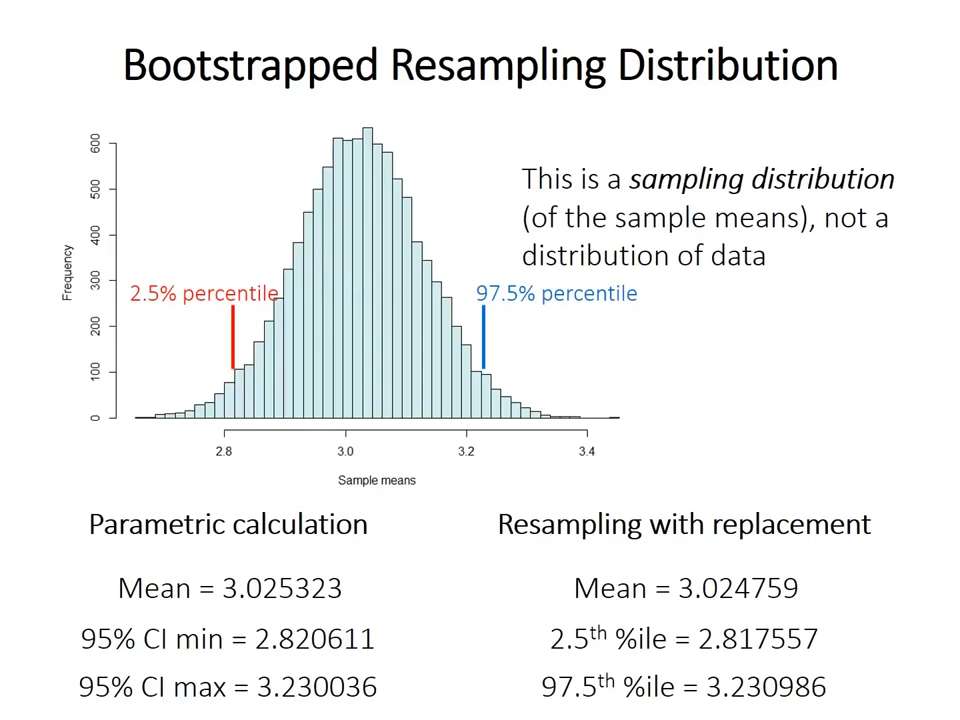 Bootstrapped Resampling Distribution
This is a sampling distribution
(of the sample means), not a
distribution of data
2.5% percentile
97.5% percentile
Frequency
600
500
400
300
200
100
0
2.8
3.0
3.2
3.4
Sample means
Parametric calculation
Mean = 3.025323
95% CI min = 2.820611
95% CI max = 3.230036
Resampling with replacement
Mean = 3.024759
2.5th %ile = 2.817557
97.5th %ile = 3.230986